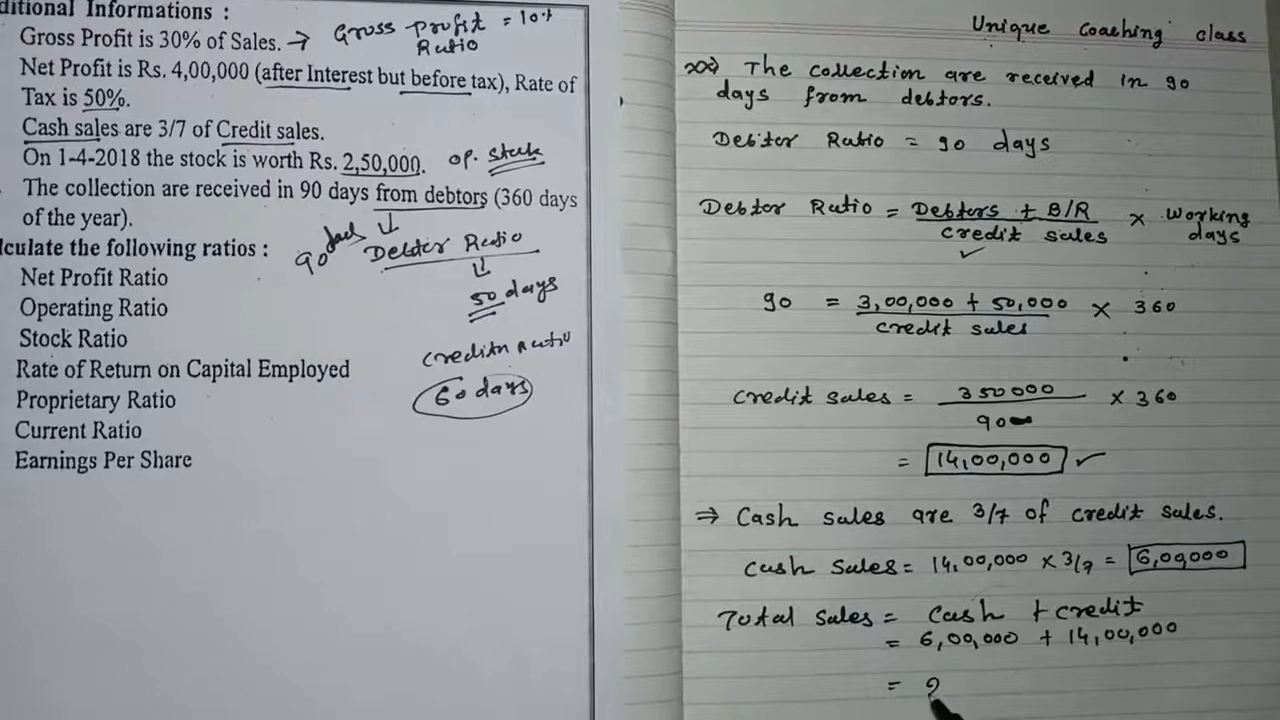 ditional Informations :
Gross Profit is 30% of Sales. → Gross profit Ratio = 10%
Net Profit is Rs. 4,00,000 (after Interest but before tax), Rate of
Tax is 50%.
Cash sales are 3/7 of Credit sales.
On 1-4-2018 the stock is worth Rs. 2,50,000. op. stock
The collection are received in 90 days from debtors (360 days
of the year).
lculate the following ratios :
90
Debtor Ratio
50 days
Net Profit Ratio
Operating Ratio
Stock Ratio
Rate of Return on Capital Employed
Proprietary Ratio
Current Ratio
Earnings Per Share
60 days
Unique Coaching class
⇒ The collection are received in 90
days from debtors.
Debtor Ratio = 90 days
Debtor Ratio = Debtors + B/R × working
credit sales days
90 = 3,00,000 + 50,000 × 360
credit sales
credit sales = 350000 × 360
90
= 14,00,000 ✓
⇒ Cash sales are 3/7 of credit sales.
cash sales = 14,00,000 × 3/7 = 6,00,000
Total sales = cash + credit
= 6,00,000 + 14,00,000
= 2